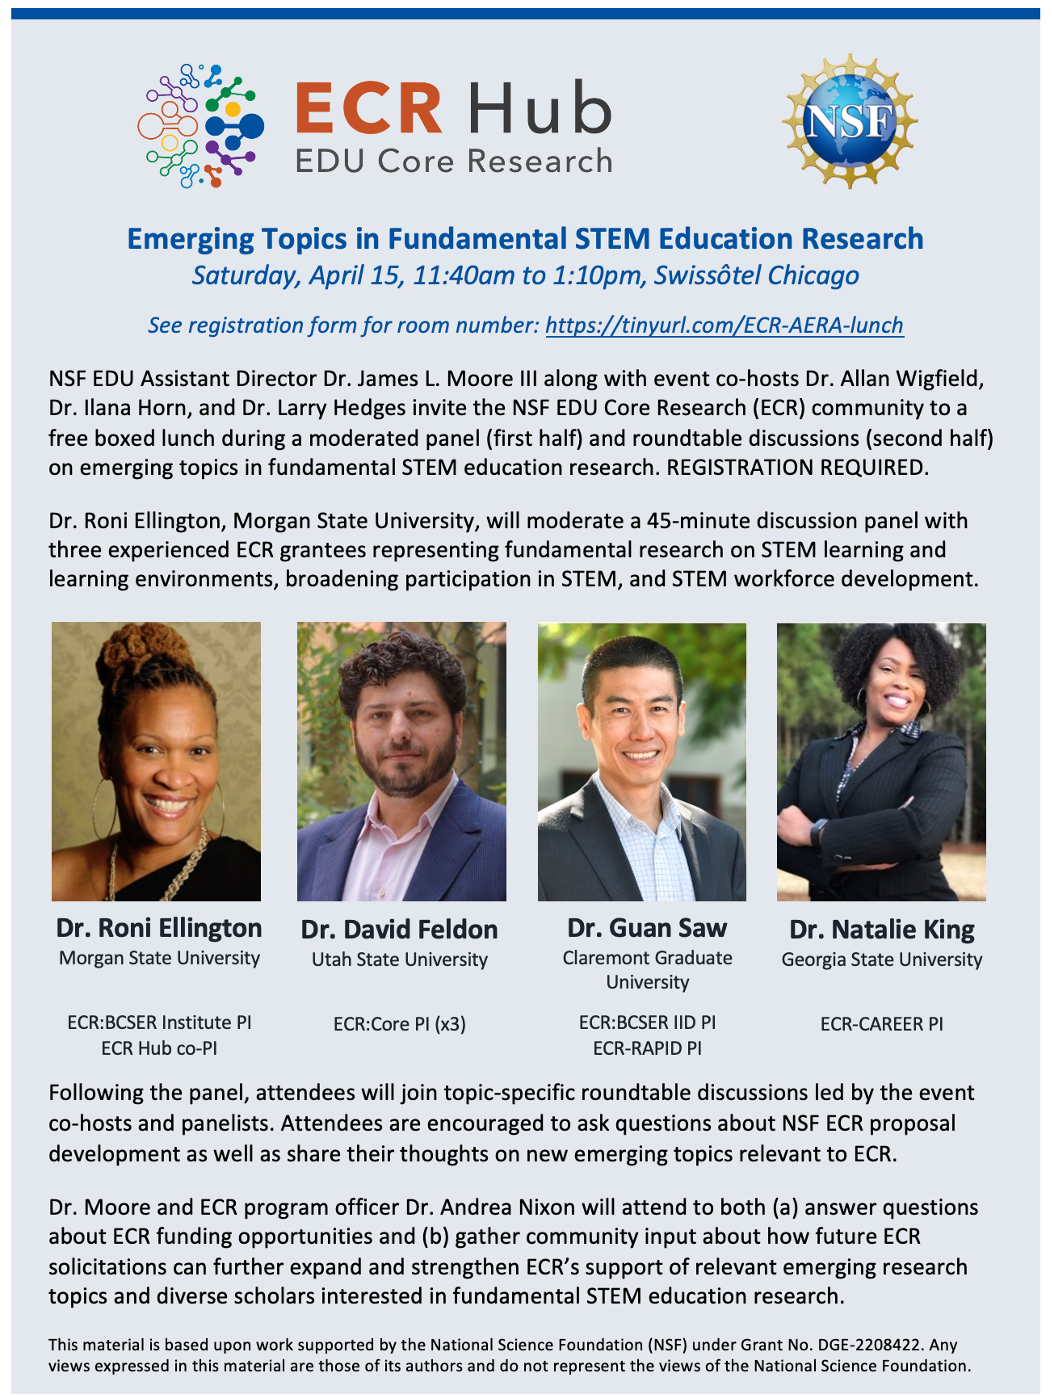 ECR Hub
EDU Core Research
NSF
Emerging Topics in Fundamental STEM Education Research
Saturday, April 15, 11:40am to 1:10pm, Swissôtel Chicago
See registration form for room number: https://tinyurl.com/ECR-AERA-lunch
NSF EDU Assistant Director Dr. James L. Moore III along with event co-hosts Dr. Allan Wigfield,
Dr. Ilana Horn, and Dr. Larry Hedges invite the NSF EDU Core Research (ECR) community to a
free boxed lunch during a moderated panel (first half) and roundtable discussions (second half)
on emerging topics in fundamental STEM education research. REGISTRATION REQUIRED.
Dr. Roni Ellington, Morgan State University, will moderate a 45-minute discussion panel with
three experienced ECR grantees representing fundamental research on STEM learning and
learning environments, broadening participation in STEM, and STEM workforce development.
Dr. Roni Ellington
Morgan State University
ECR:BCSER Institute PI
ECR Hub co-PI
Dr. David Feldon
Utah State University
ECR:Core PI (x3)
Dr. Guan Saw
Claremont Graduate
University
ECR:BCSER IID PI
ECR-RAPID PI
Dr. Natalie King
Georgia State University
ECR-CAREER PI
Following the panel, attendees will join topic-specific roundtable discussions led by the event
co-hosts and panelists. Attendees are encouraged to ask questions about NSF ECR proposal
development as well as share their thoughts on new emerging topics relevant to ECR.
Dr. Moore and ECR program officer Dr. Andrea Nixon will attend to both (a) answer questions
about ECR funding opportunities and (b) gather community input about how future ECR
solicitations can further expand and strengthen ECR's support of relevant emerging research
topics and diverse scholars interested in fundamental STEM education research.
This material is based upon work supported by the National Science Foundation (NSF) under Grant No. DGE-2208422. Any
views expressed in this material are those of its authors and do not represent the views of the National Science Foundation.